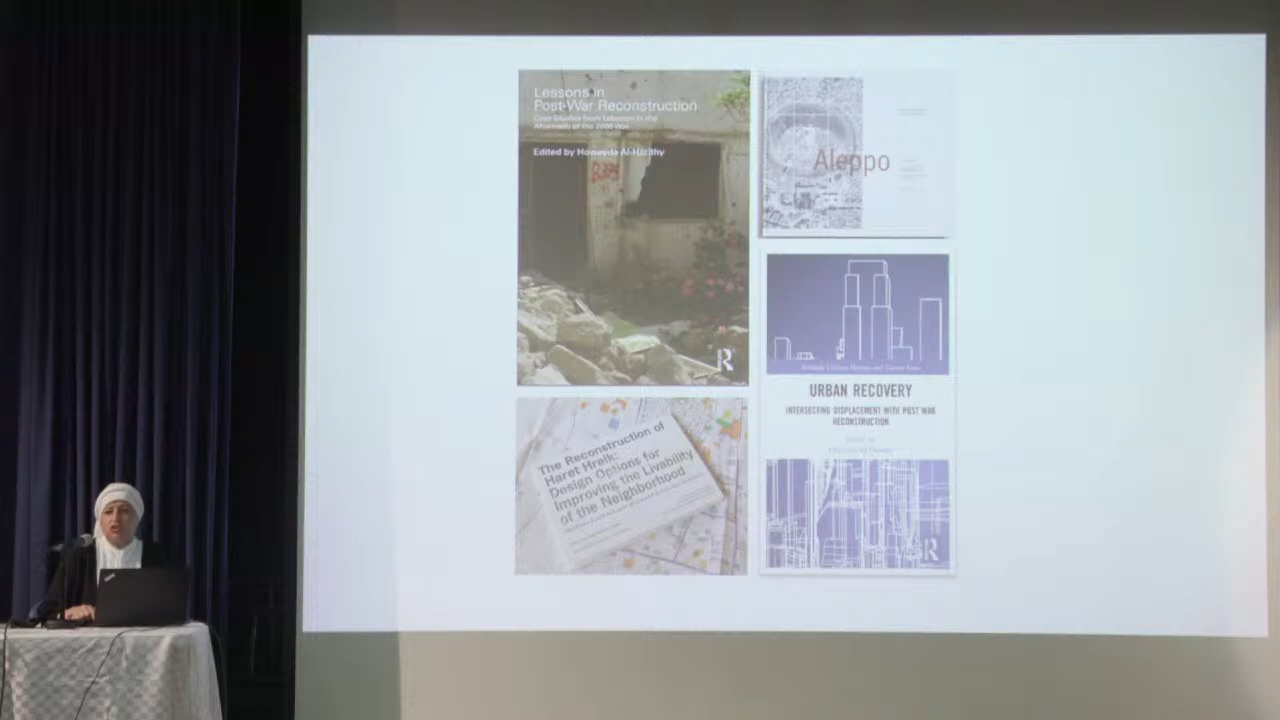 Lessons in
Post-War Reconstruction
Case Studies from Lebanon in the
Aftermath of the 2006 War
Edited by Howayda Al-Harithy
R
Aleppo
URBAN RECOVERY
INTERSECTING DISPLACEMENT WITH POST WAR
RECONSTRUCTION
R
The Reconstruction of
Haret Hreik:
Design Options for
Improving the Livability
of the Neighborhood